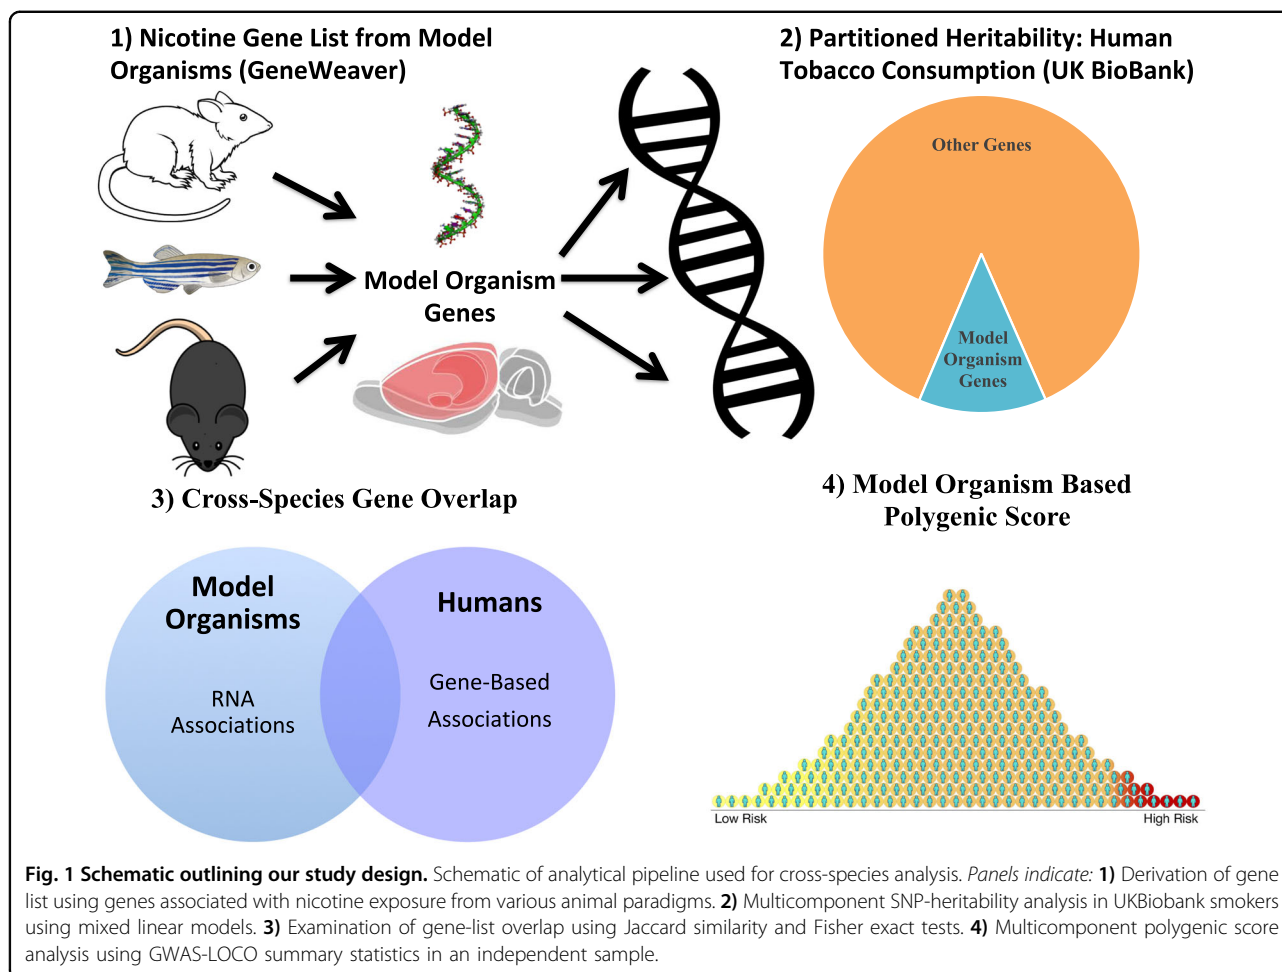 1) Nicotine Gene List from Model
Organisms (GeneWeaver)
Model Organism
Genes
2) Partitioned Heritability: Human
Tobacco Consumption (UK BioBank)
Other Genes
Model
Organism
Genes
3) Cross-Species Gene Overlap
Model
Organisms
RNA
Associations
Humans
Gene-Based
Associations
4) Model Organism Based
Polygenic Score
Low Risk
High Risk
Fig. 1 Schematic outlining our study design. Schematic of analytical pipeline used for cross-species analysis. Panels indicate: 1) Derivation of gene
list using genes associated with nicotine exposure from various animal paradigms. 2) Multicomponent SNP-heritability analysis in UKBiobank smokers
using mixed linear models. 3) Examination of gene-list overlap using Jaccard similarity and Fisher exact tests. 4) Multicomponent polygenic score
analysis using GWAS-LOCO summary statistics in an independent sample.